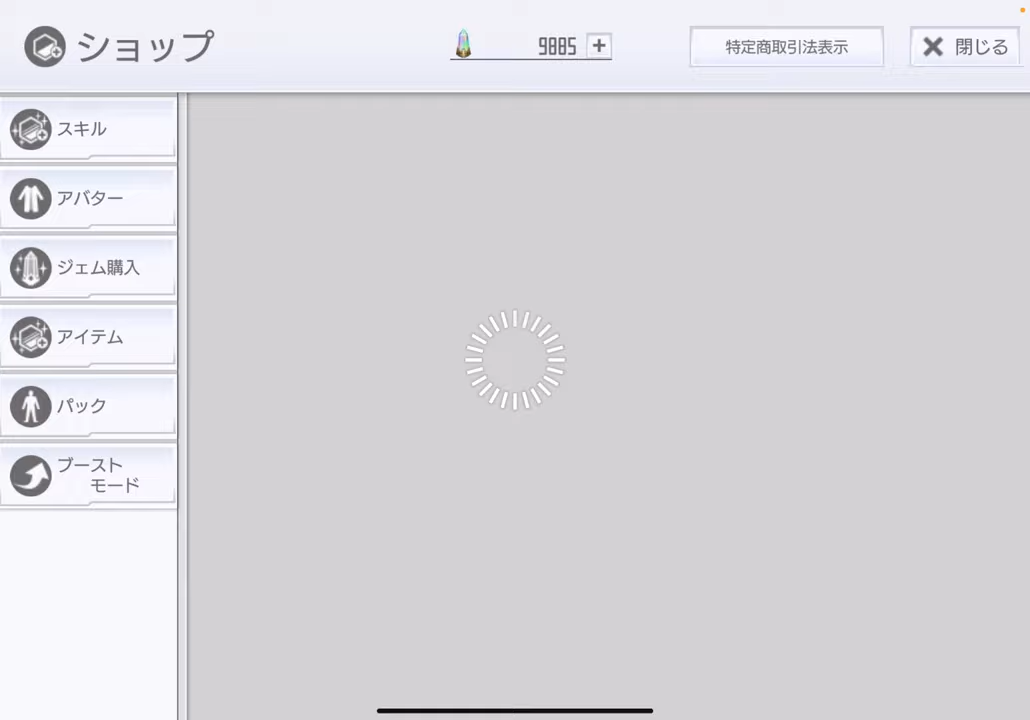 ショップ
9885
特定商取引法表示
閉じる
スキル
アバター
ジェム購入
アイテム
パック
ブースト
モード